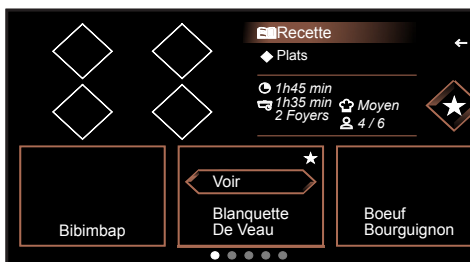 Recette
Plats
1h45 min
1h35 min
2 Foyers
Moyen
4 / 6
Voir
Bibimbap
Blanquette
De Veau
Boeuf
Bourguignon